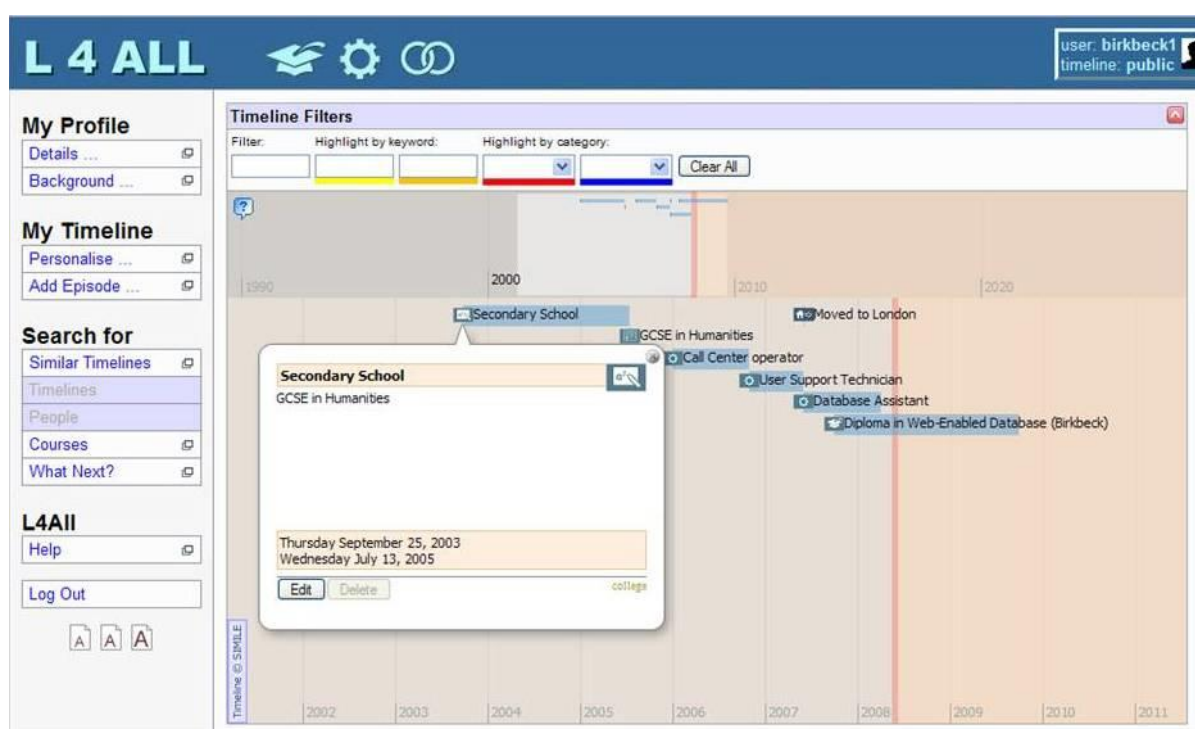 L 4 ALL
user: birkbeck1
timeline: public
My Profile
Details ...
Background ...
My Timeline
Personalise ...
Add Episode ...
Search for
Similar Timelines
Timelines
People
Courses
What Next?
L4All
Help
Log Out
A A A
Timeline Filters
Filter: Highlight by keyword: Highlight by category:
Clear All
?
1990 2000 2010 2020
Secondary School
Moved to London
GCSE in Humanities
Call Center operator
User Support Technician
Database Assistant
Diploma in Web-Enabled Database (Birkbeck)
Secondary School
GCSE in Humanities
Thursday September 25, 2003
Wednesday July 13, 2005
Edit Delete
college
Timeline © SIMILE
2002 2003 2004 2005 2006 2007 2008 2009 2010 2011